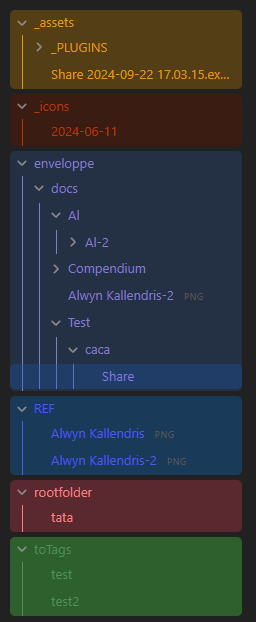 _assets
_PLUGINS
Share 2024-09-22 17.03.15.ex...
_icons
2024-06-11
enveloppe
docs
Al
Al-2
Compendium
Alwyn Kallendris-2 PNG
Test
caca
Share
REF
Alwyn Kallendris PNG
Alwyn Kallendris-2 PNG
rootfolder
tata
toTags
test
test2